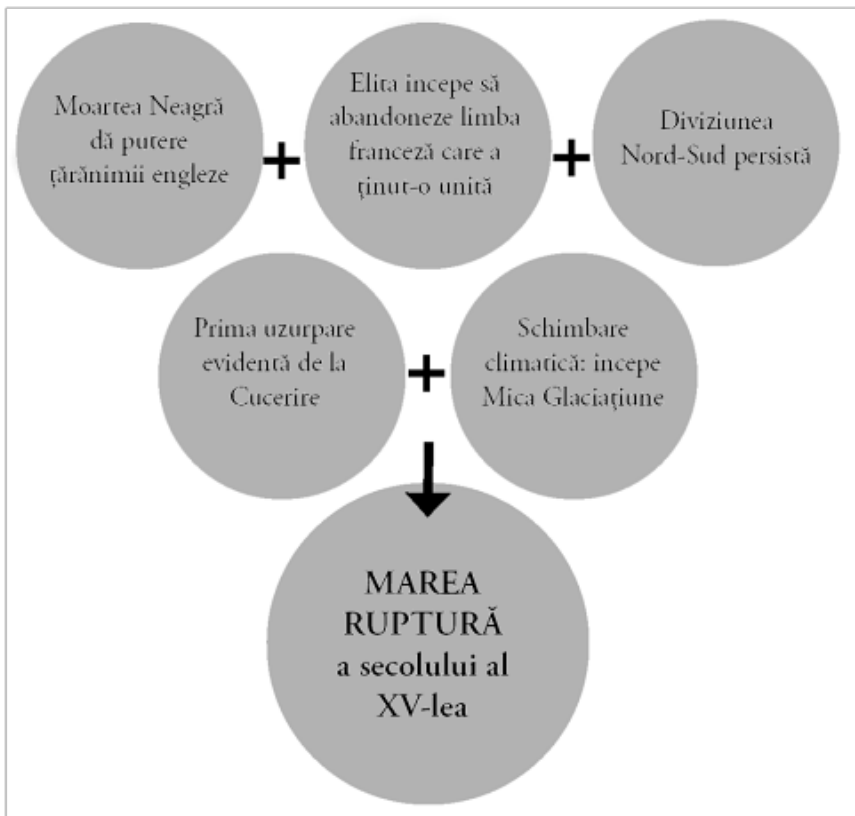 Moartea Neagră
dă putere
țărănimii engleze
+
Elita începe să
abandoneze limba
franceză care a
ținut-o unită
+
Diviziunea
Nord-Sud persistă
Prima uzurpare
evidentă de la
Cucerire
+
Schimbare
climatică: începe
Mica Glaciațiune
MAREA
RUPTURĂ
a secolului al
XV-lea